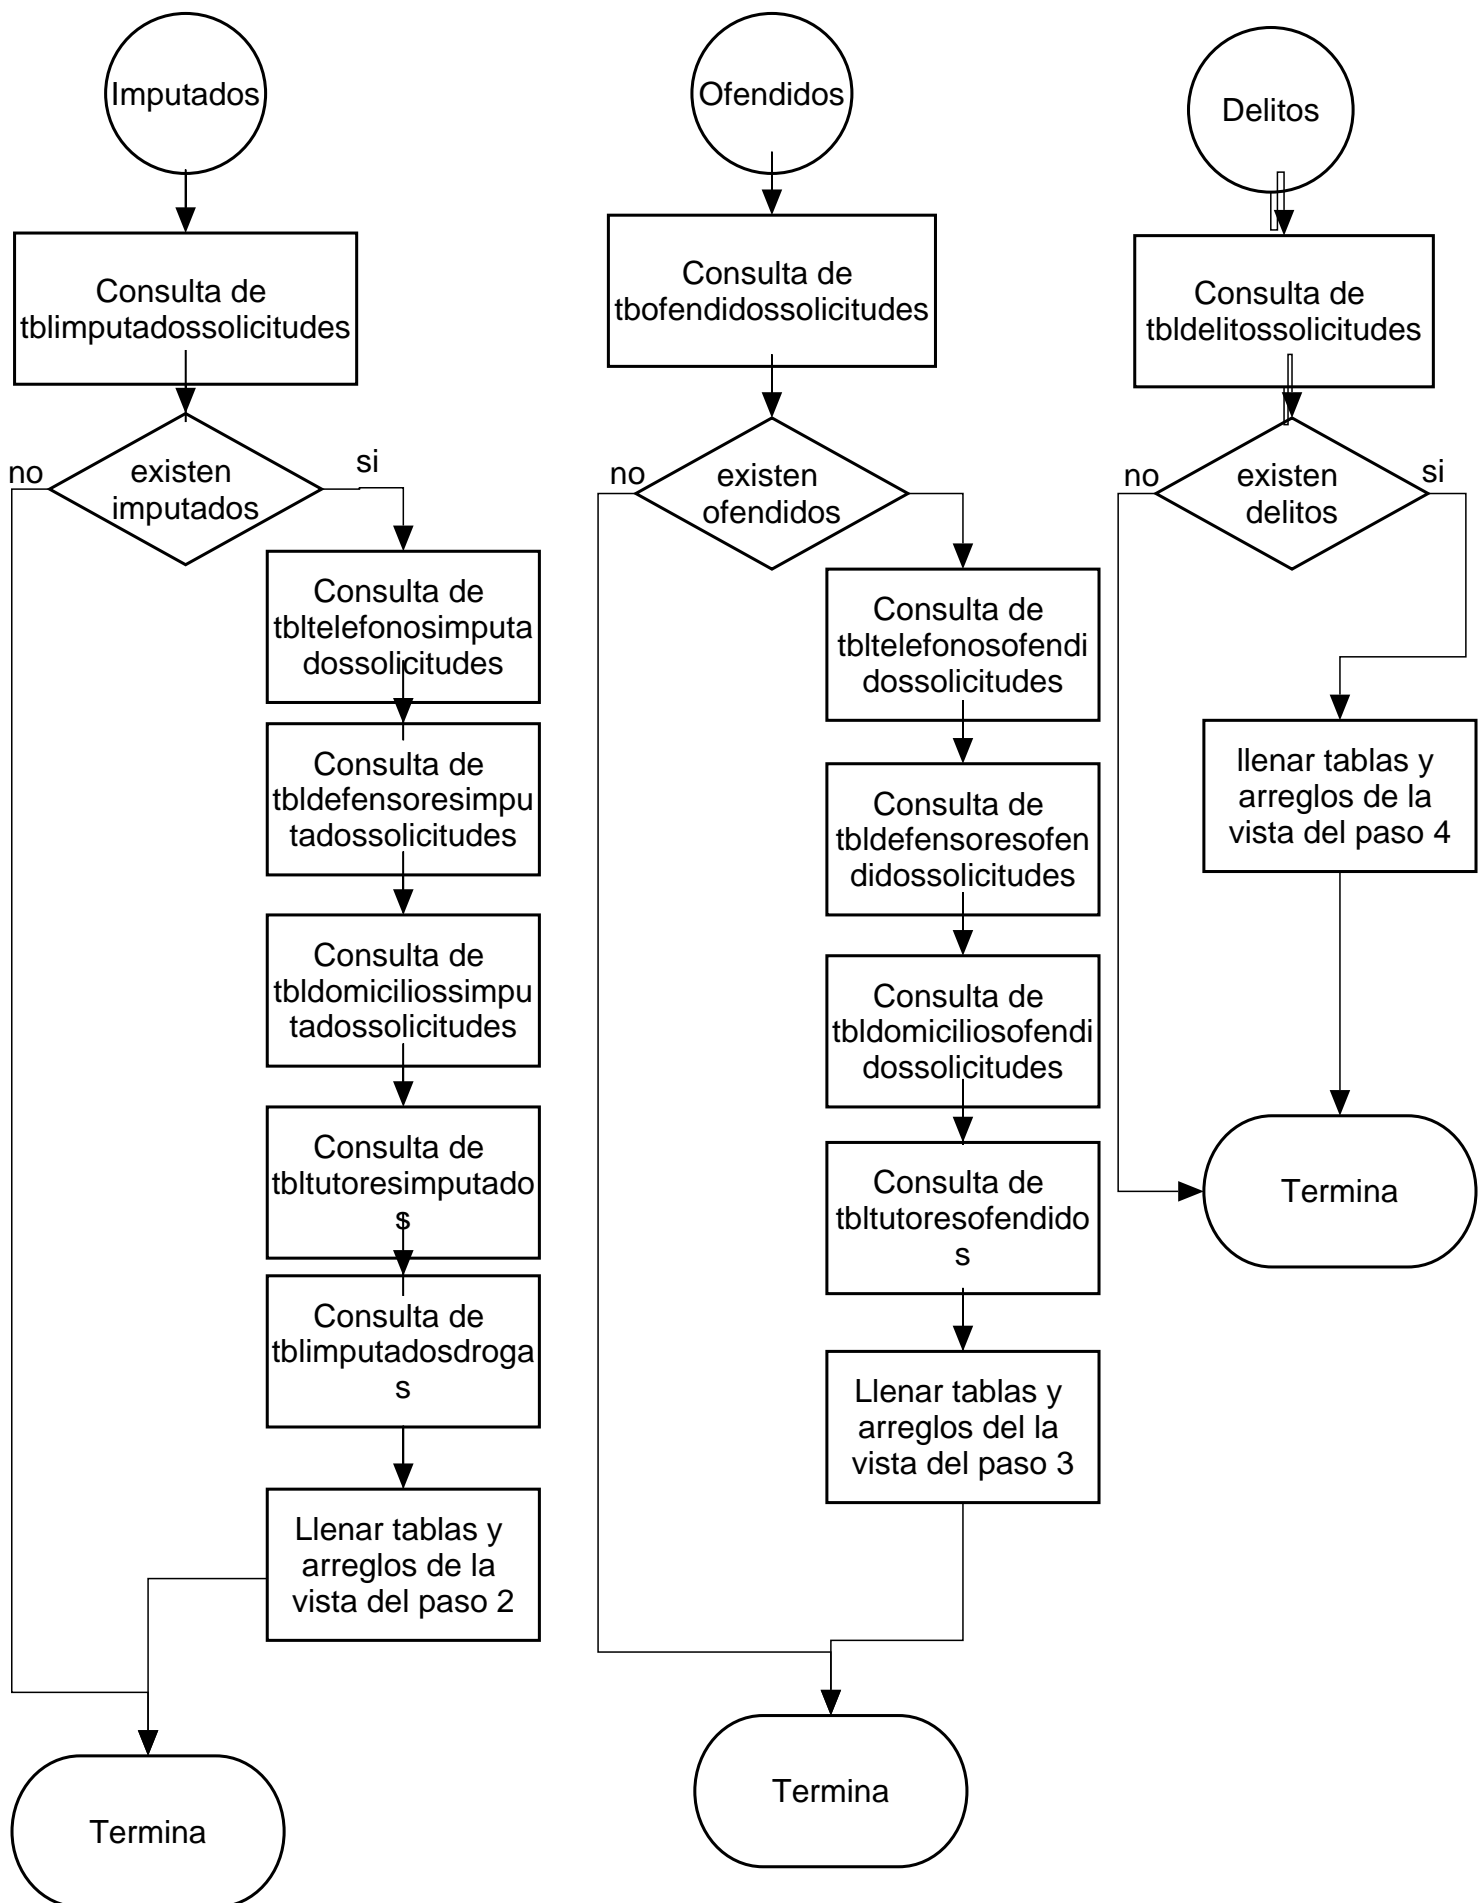 Imputados
Consulta de
tblimputadossolicitudes
no
si
existen
imputados
Consulta de
tbltelefonosimputa
dossolicitudes
Consulta de
tbldefensoresimpu
tadossolicitudes
Consulta de
tbldomiciliossimpu
tadossolicitudes
Consulta de
tbltutoresimputado
s
Consulta de
tblimputadosdroga
s
Llenar tablas y
arreglos de la
vista del paso 2
Termina
Ofendidos
Consulta de
tbofendidossolicitudes
no
existen
ofendidos
Consulta de
tbltelefonosofendi
dossolicitudes
Consulta de
tbldefensoresofen
didossolicitudes
Consulta de
tbldomiciliosofendi
dossolicitudes
Consulta de
tbltutoresofendido
s
Llenar tablas y
arreglos del la
vista del paso 3
Termina
Delitos
Consulta de
tbldelitossolicitudes
no
si
existen
delitos
llenar tablas y
arreglos de la
vista del paso 4
Termina